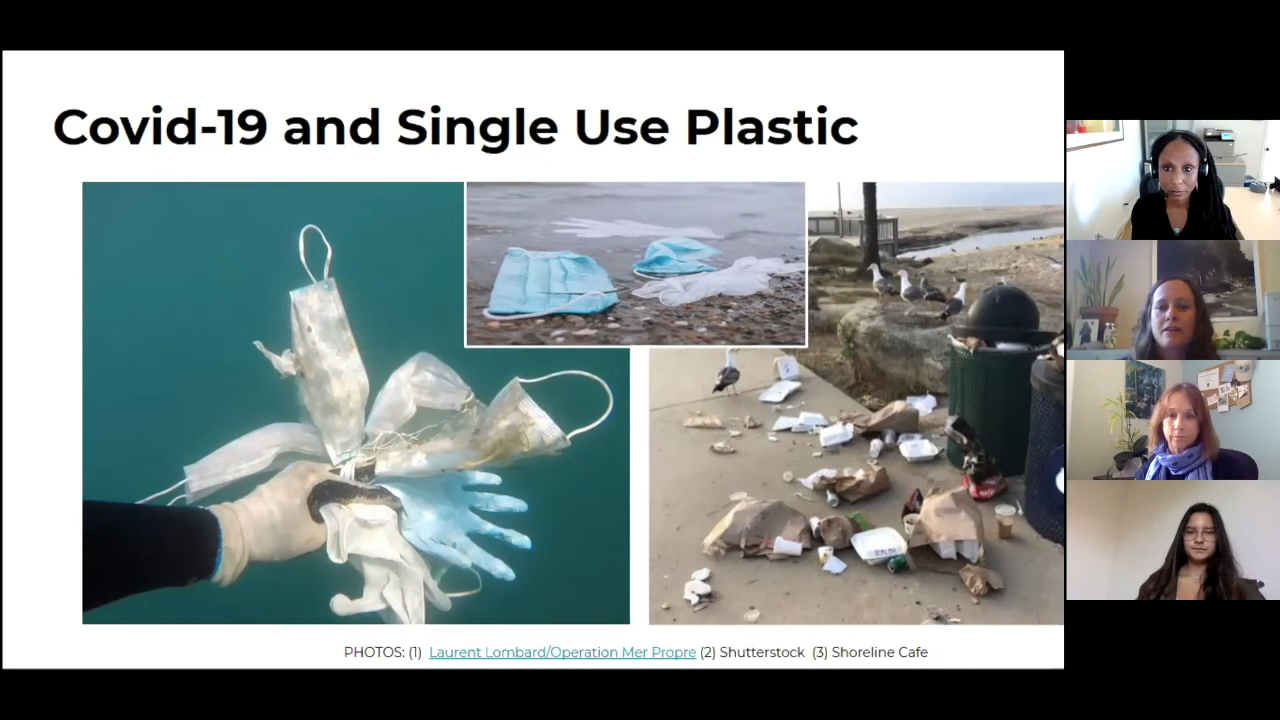 Covid-19 and Single Use Plastic
PHOTOS: (1) Laurent Lombard/Operation Mer Propre (2) Shutterstock (3) Shoreline Cafe